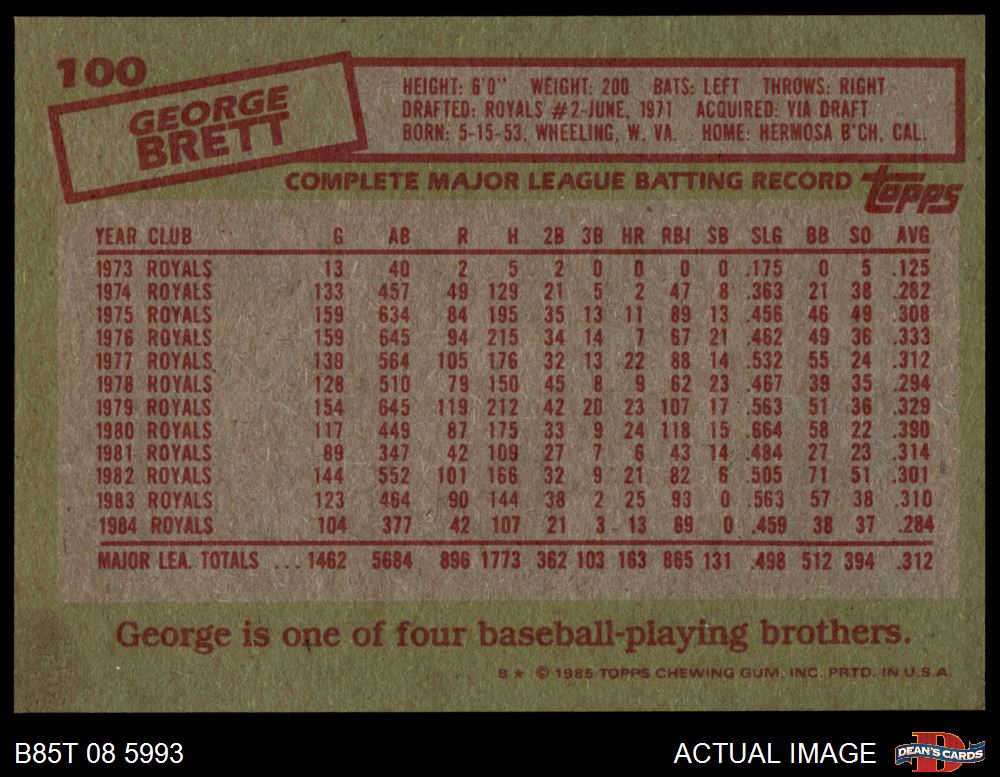 100
GEORGE
BRETT
HEIGHT: 6'0" WEIGHT: 200 BATS: LEFT THROWS: RIGHT
DRAFTED: ROYALS #2-JUNE, 1971 ACQUIRED: VIA DRAFT
BORN: 5-15-53, WHEELING, W. VA. HOME: HERMOSA B'CH, CAL.
COMPLETE MAJOR LEAGUE BATTING RECORD topps
YEAR CLUB G AB R H 2B 3B HR RBI SB SLG BB SO AVG
1973 ROYALS 13 40 2 5 2 0 0 0 0 .175 0 5 .125
1974 ROYALS 133 457 49 129 21 5 2 47 8 .363 21 38 .282
1975 ROYALS 159 634 84 195 35 13 11 89 13 .456 46 49 .308
1976 ROYALS 159 645 94 215 34 14 7 67 21 .462 49 36 .333
1977 ROYALS 139 564 105 176 32 13 22 88 14 .532 55 24 .312
1978 ROYALS 128 510 79 150 45 8 9 62 23 .467 39 35 .294
1979 ROYALS 154 645 119 212 42 20 23 107 17 .563 51 36 .329
1980 ROYALS 117 449 87 175 33 9 24 118 15 .664 58 22 .390
1981 ROYALS 89 347 42 109 27 7 6 43 14 .484 27 23 .314
1982 ROYALS 144 552 101 166 32 9 21 82 6 .505 71 51 .301
1983 ROYALS 123 464 90 144 38 2 25 93 0 .563 57 38 .310
1984 ROYALS 104 377 42 107 21 3 13 69 0 .459 38 37 .284
MAJOR LEA. TOTALS ... 1462 5684 896 1773 362 103 163 865 131 .498 512 394 .312
George is one of four baseball-playing brothers.
B * © 1985 TOPPS CHEWING GUM, INC. PRTD. IN U.S.A.
B85T 08 5993
ACTUAL IMAGE
D
DEAN'S CARDS